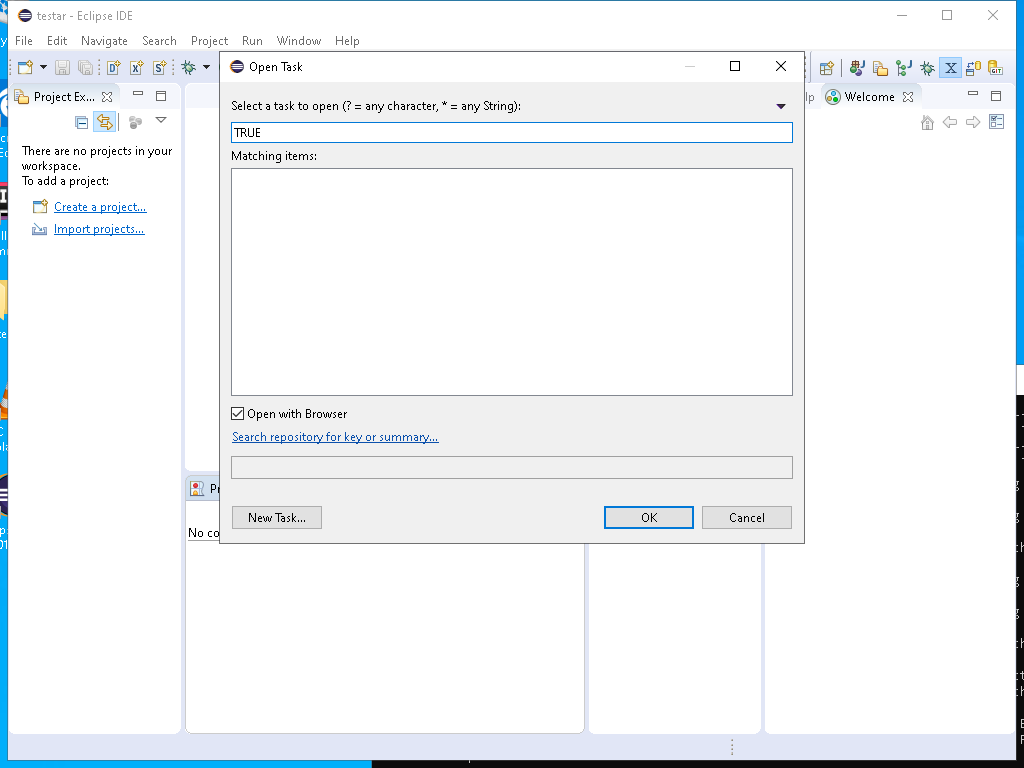 testar - Eclipse IDE
File Edit Navigate Search Project Run Window Help
Open Task
Project Ex...
Welcome
Select a task to open (? = any character, * = any String):
TRUE
Matching items:
There are no projects in your
workspace.
To add a project:
Create a project...
Import projects...
Open with Browser
Search repository for key or summary...
New Task...
OK
Cancel
No co